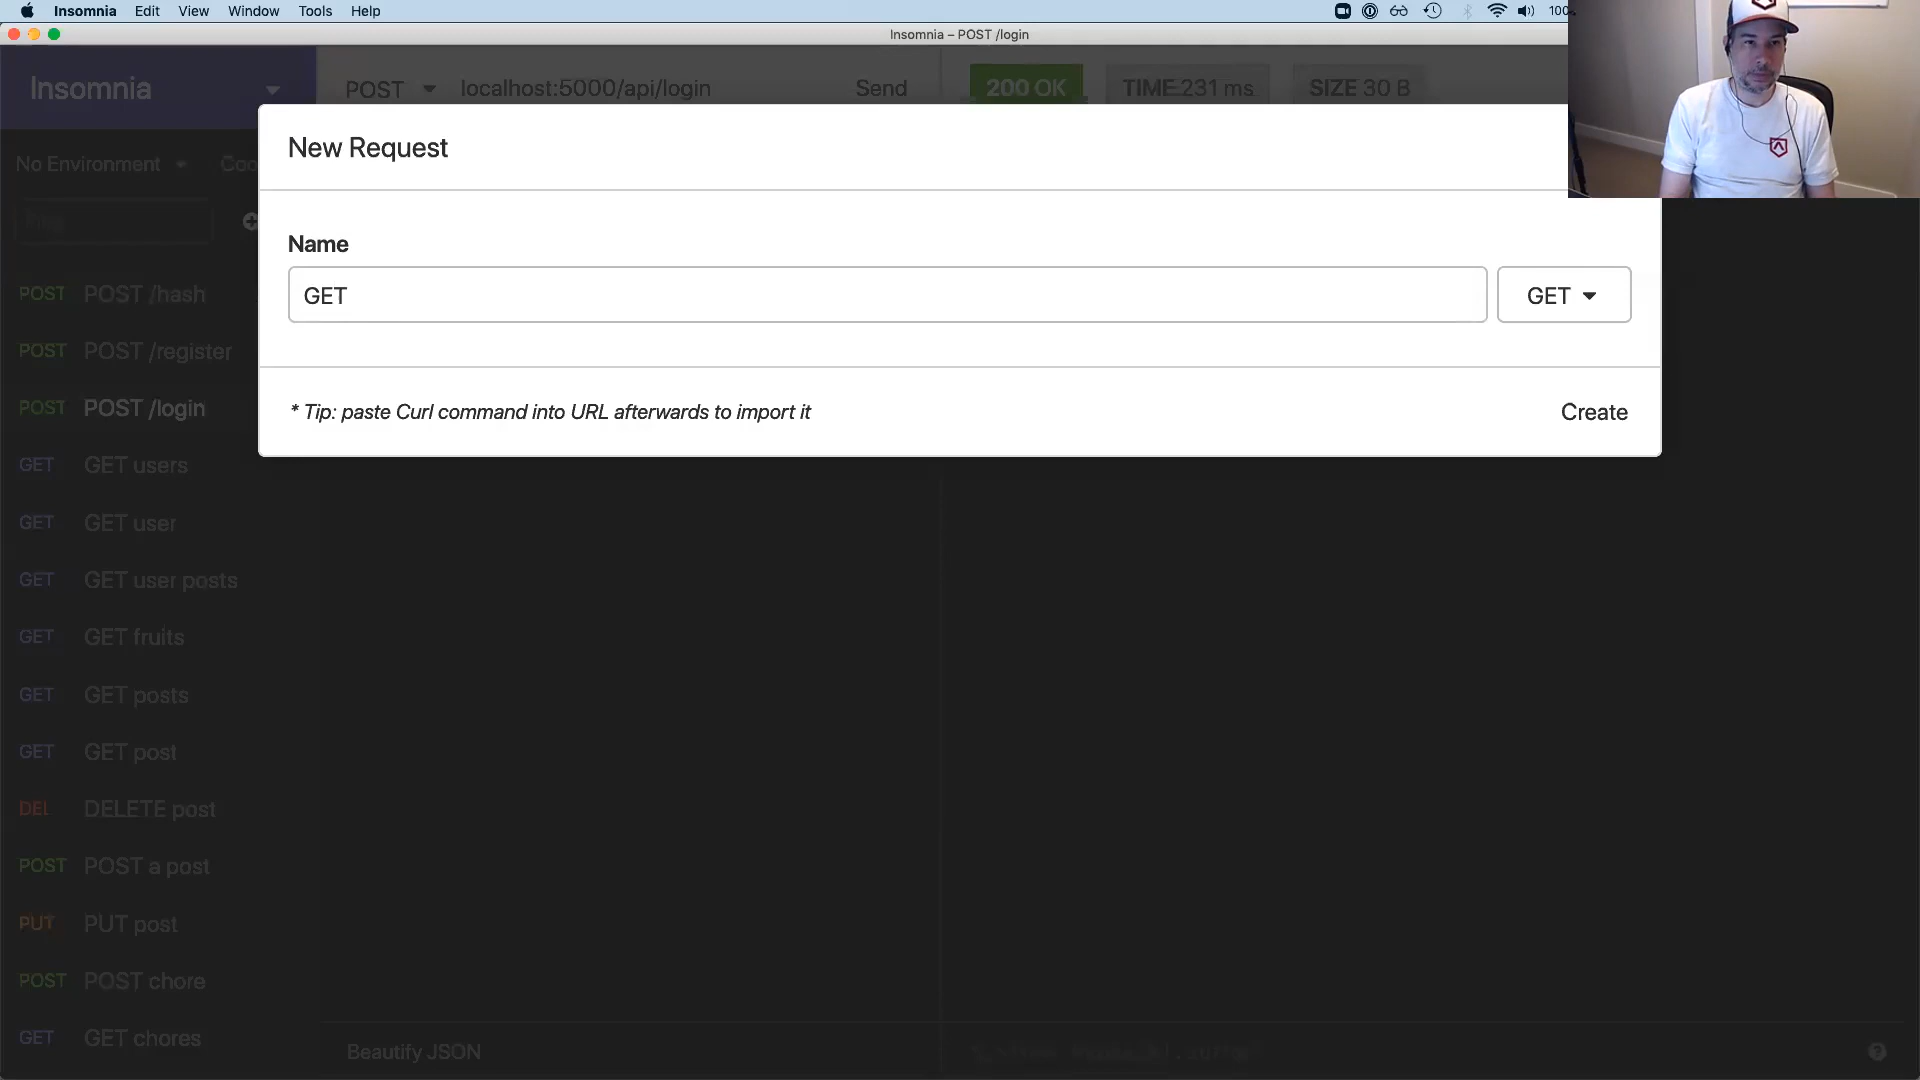 Insomnia Edit View Window Tools Help
Insomnia – POST /login
Insomnia
POST localhost:5000/api/login Send
200 OK TIME 231 ms SIZE 30 B
New Request
No Environment Coo
Name
GET
GET
* Tip: paste Curl command into URL afterwards to import it
Create
POST POST /hash
POST POST /register
POST POST /login
GET GET users
GET GET user
GET GET user posts
GET GET fruits
GET GET posts
GET GET post
DEL DELETE post
POST POST a post
PUT PUT post
POST POST chore
GET GET chores
Beautify JSON